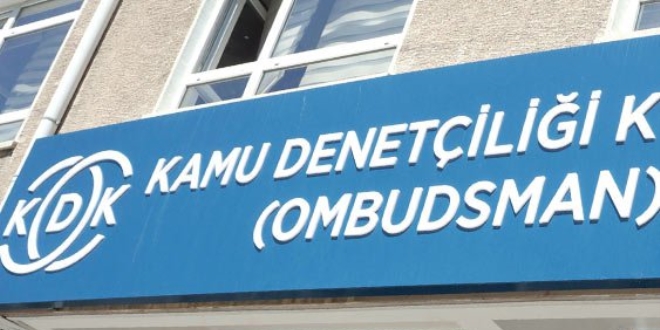 KDK
KAMU DENETÇİLİĞİ K
(OMBUDSMAN)